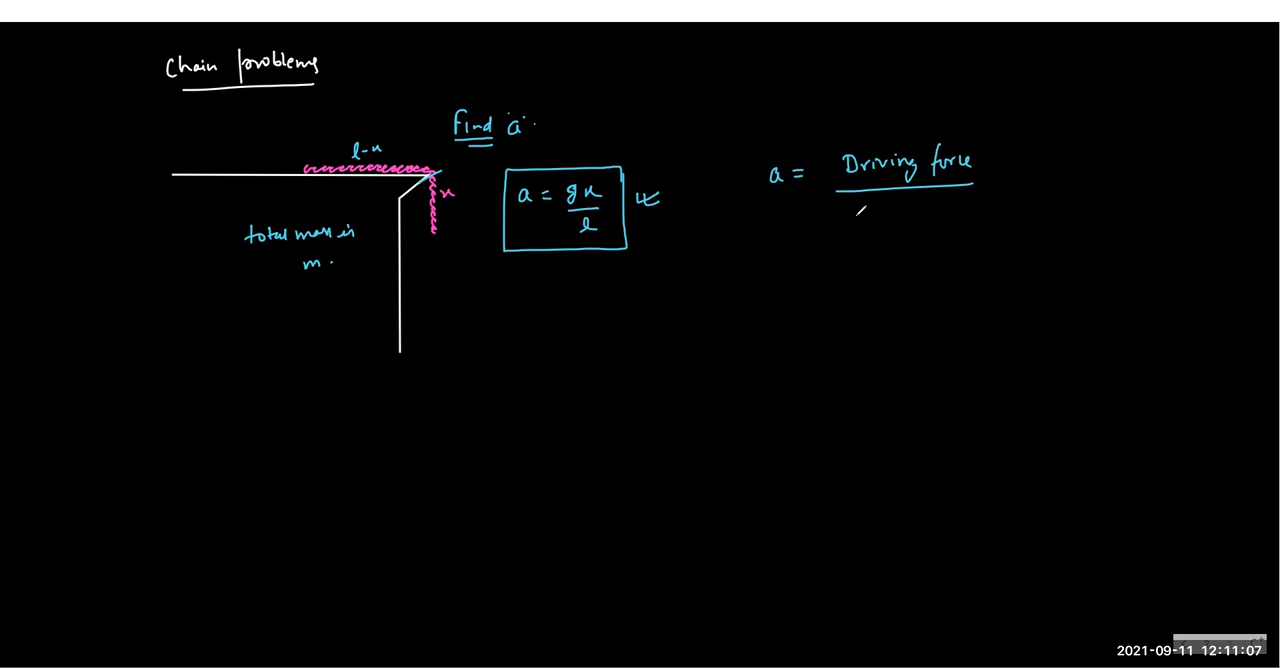 Chain problems
Find 'a'.
l-x
x
a = gx/l
total mass is
m.
a = Driving force
2021-09-11 12:11:07